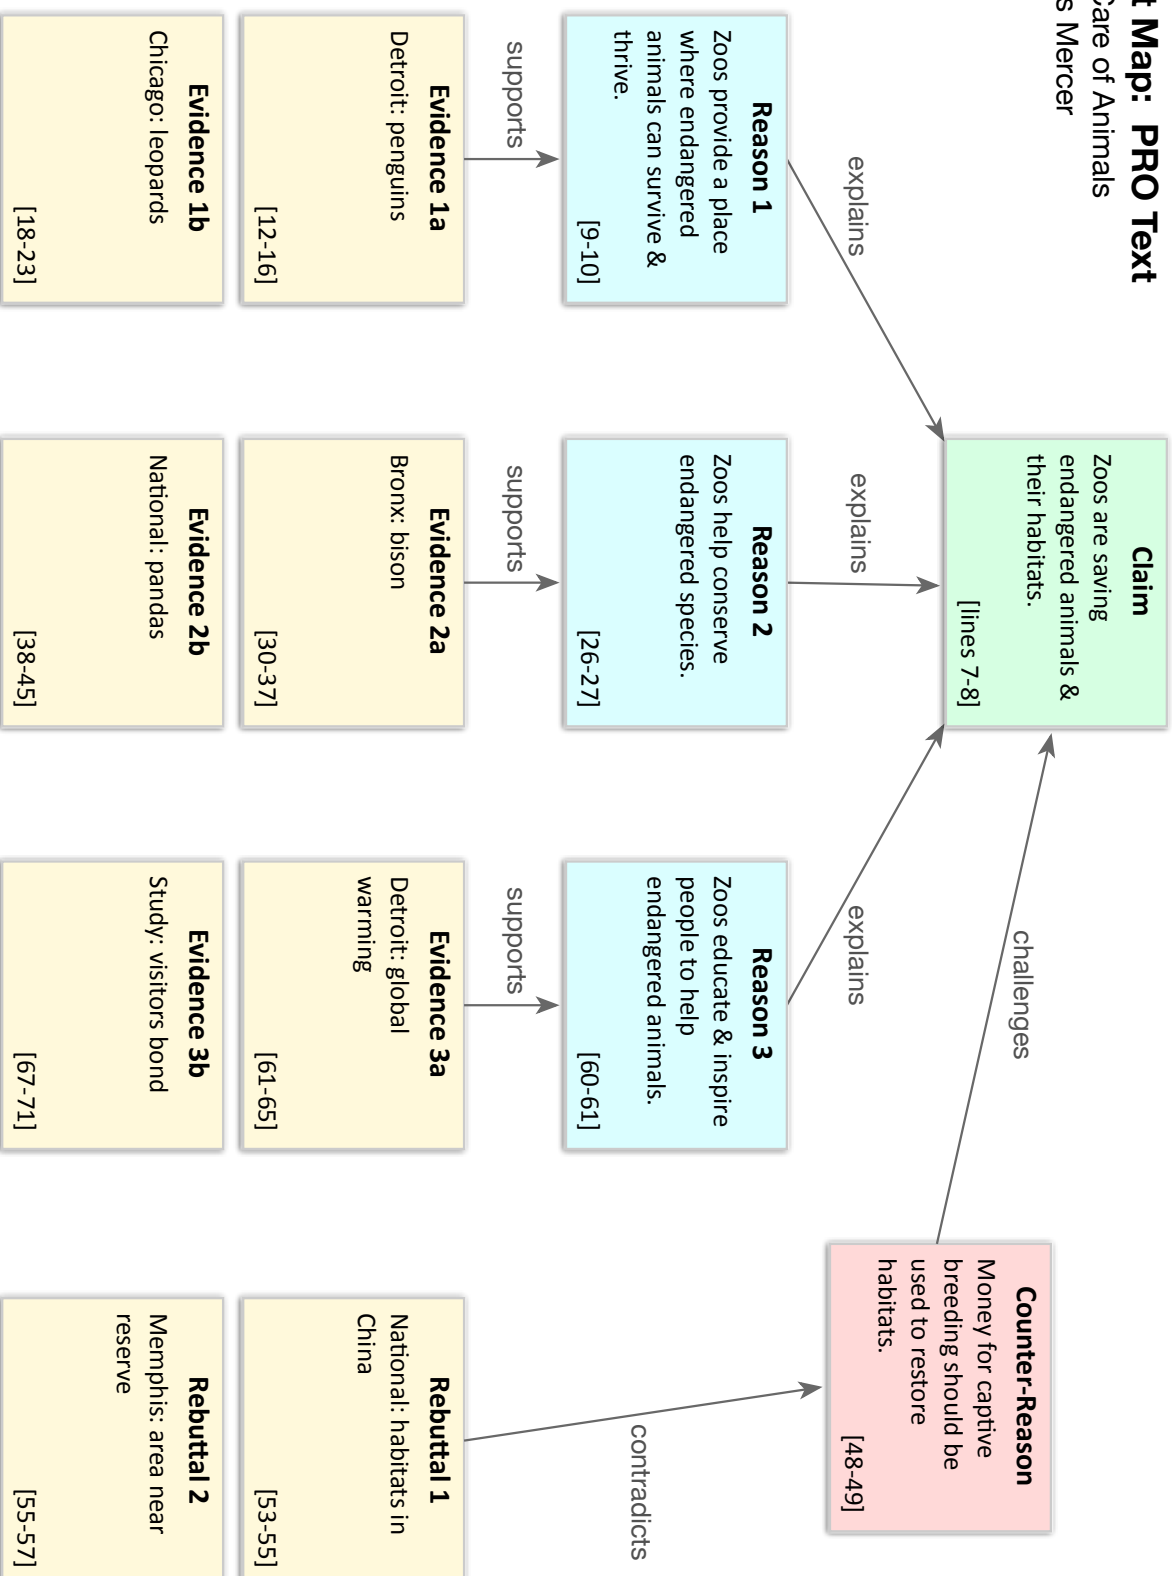 t Map: PRO Text
Care of Animals
s Mercer
Claim
Zoos are saving
endangered animals &
their habitats.
[lines 7-8]
explains
explains
explains
challenges
Reason 1
Zoos provide a place
where endangered
animals can survive &
thrive.
[9-10]
Reason 2
Zoos help conserve
endangered species.
[26-27]
Reason 3
Zoos educate & inspire
people to help
endangered animals.
[60-61]
Counter-Reason
Money for captive
breeding should be
used to restore
habitats.
[48-49]
supports
supports
supports
contradicts
Evidence 1a
Detroit: penguins
[12-16]
Evidence 2a
Bronx: bison
[30-37]
Evidence 3a
Detroit: global
warming
[61-65]
Rebuttal 1
National: habitats in
China
[53-55]
Evidence 1b
Chicago: leopards
[18-23]
Evidence 2b
National: pandas
[38-45]
Evidence 3b
Study: visitors bond
[67-71]
Rebuttal 2
Memphis: area near
reserve
[55-57]